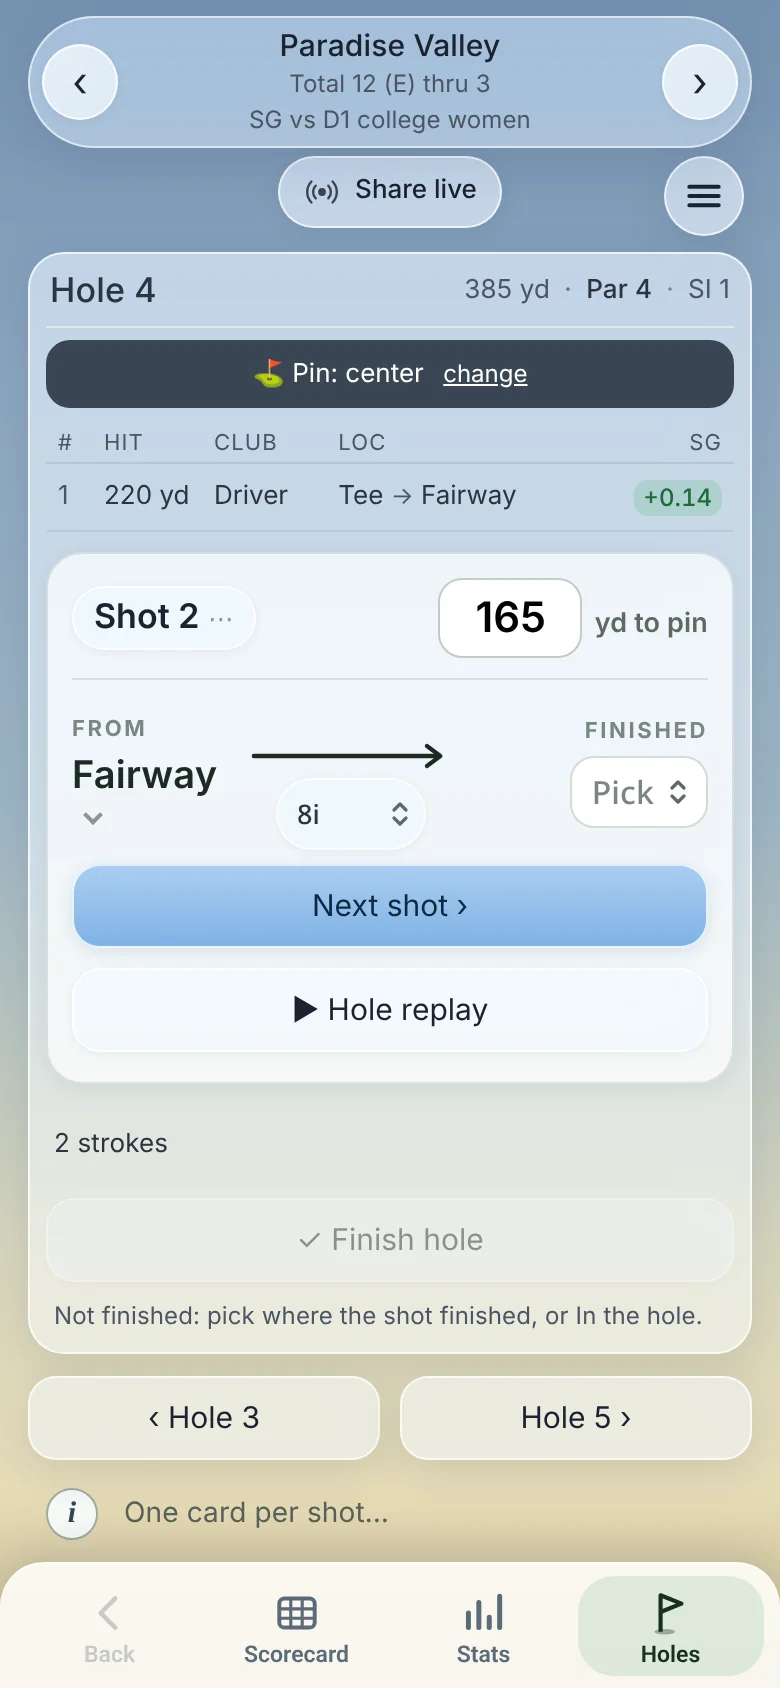 Paradise Valley
Total 12 (E) thru 3
SG vs D1 college women
‹
›
Share live
Hole 4
385 yd · Par 4 · SI 1
⛳ Pin: center change
# HIT CLUB LOC SG
1 220 yd Driver Tee → Fairway +0.14
Shot 2 ···
165 yd to pin
FROM
Fairway
8i
FINISHED
Pick
Next shot ›
▶ Hole replay
2 strokes
✓ Finish hole
Not finished: pick where the shot finished, or In the hole.
‹ Hole 3
Hole 5 ›
i One card per shot...
Back
Scorecard
Stats
Holes